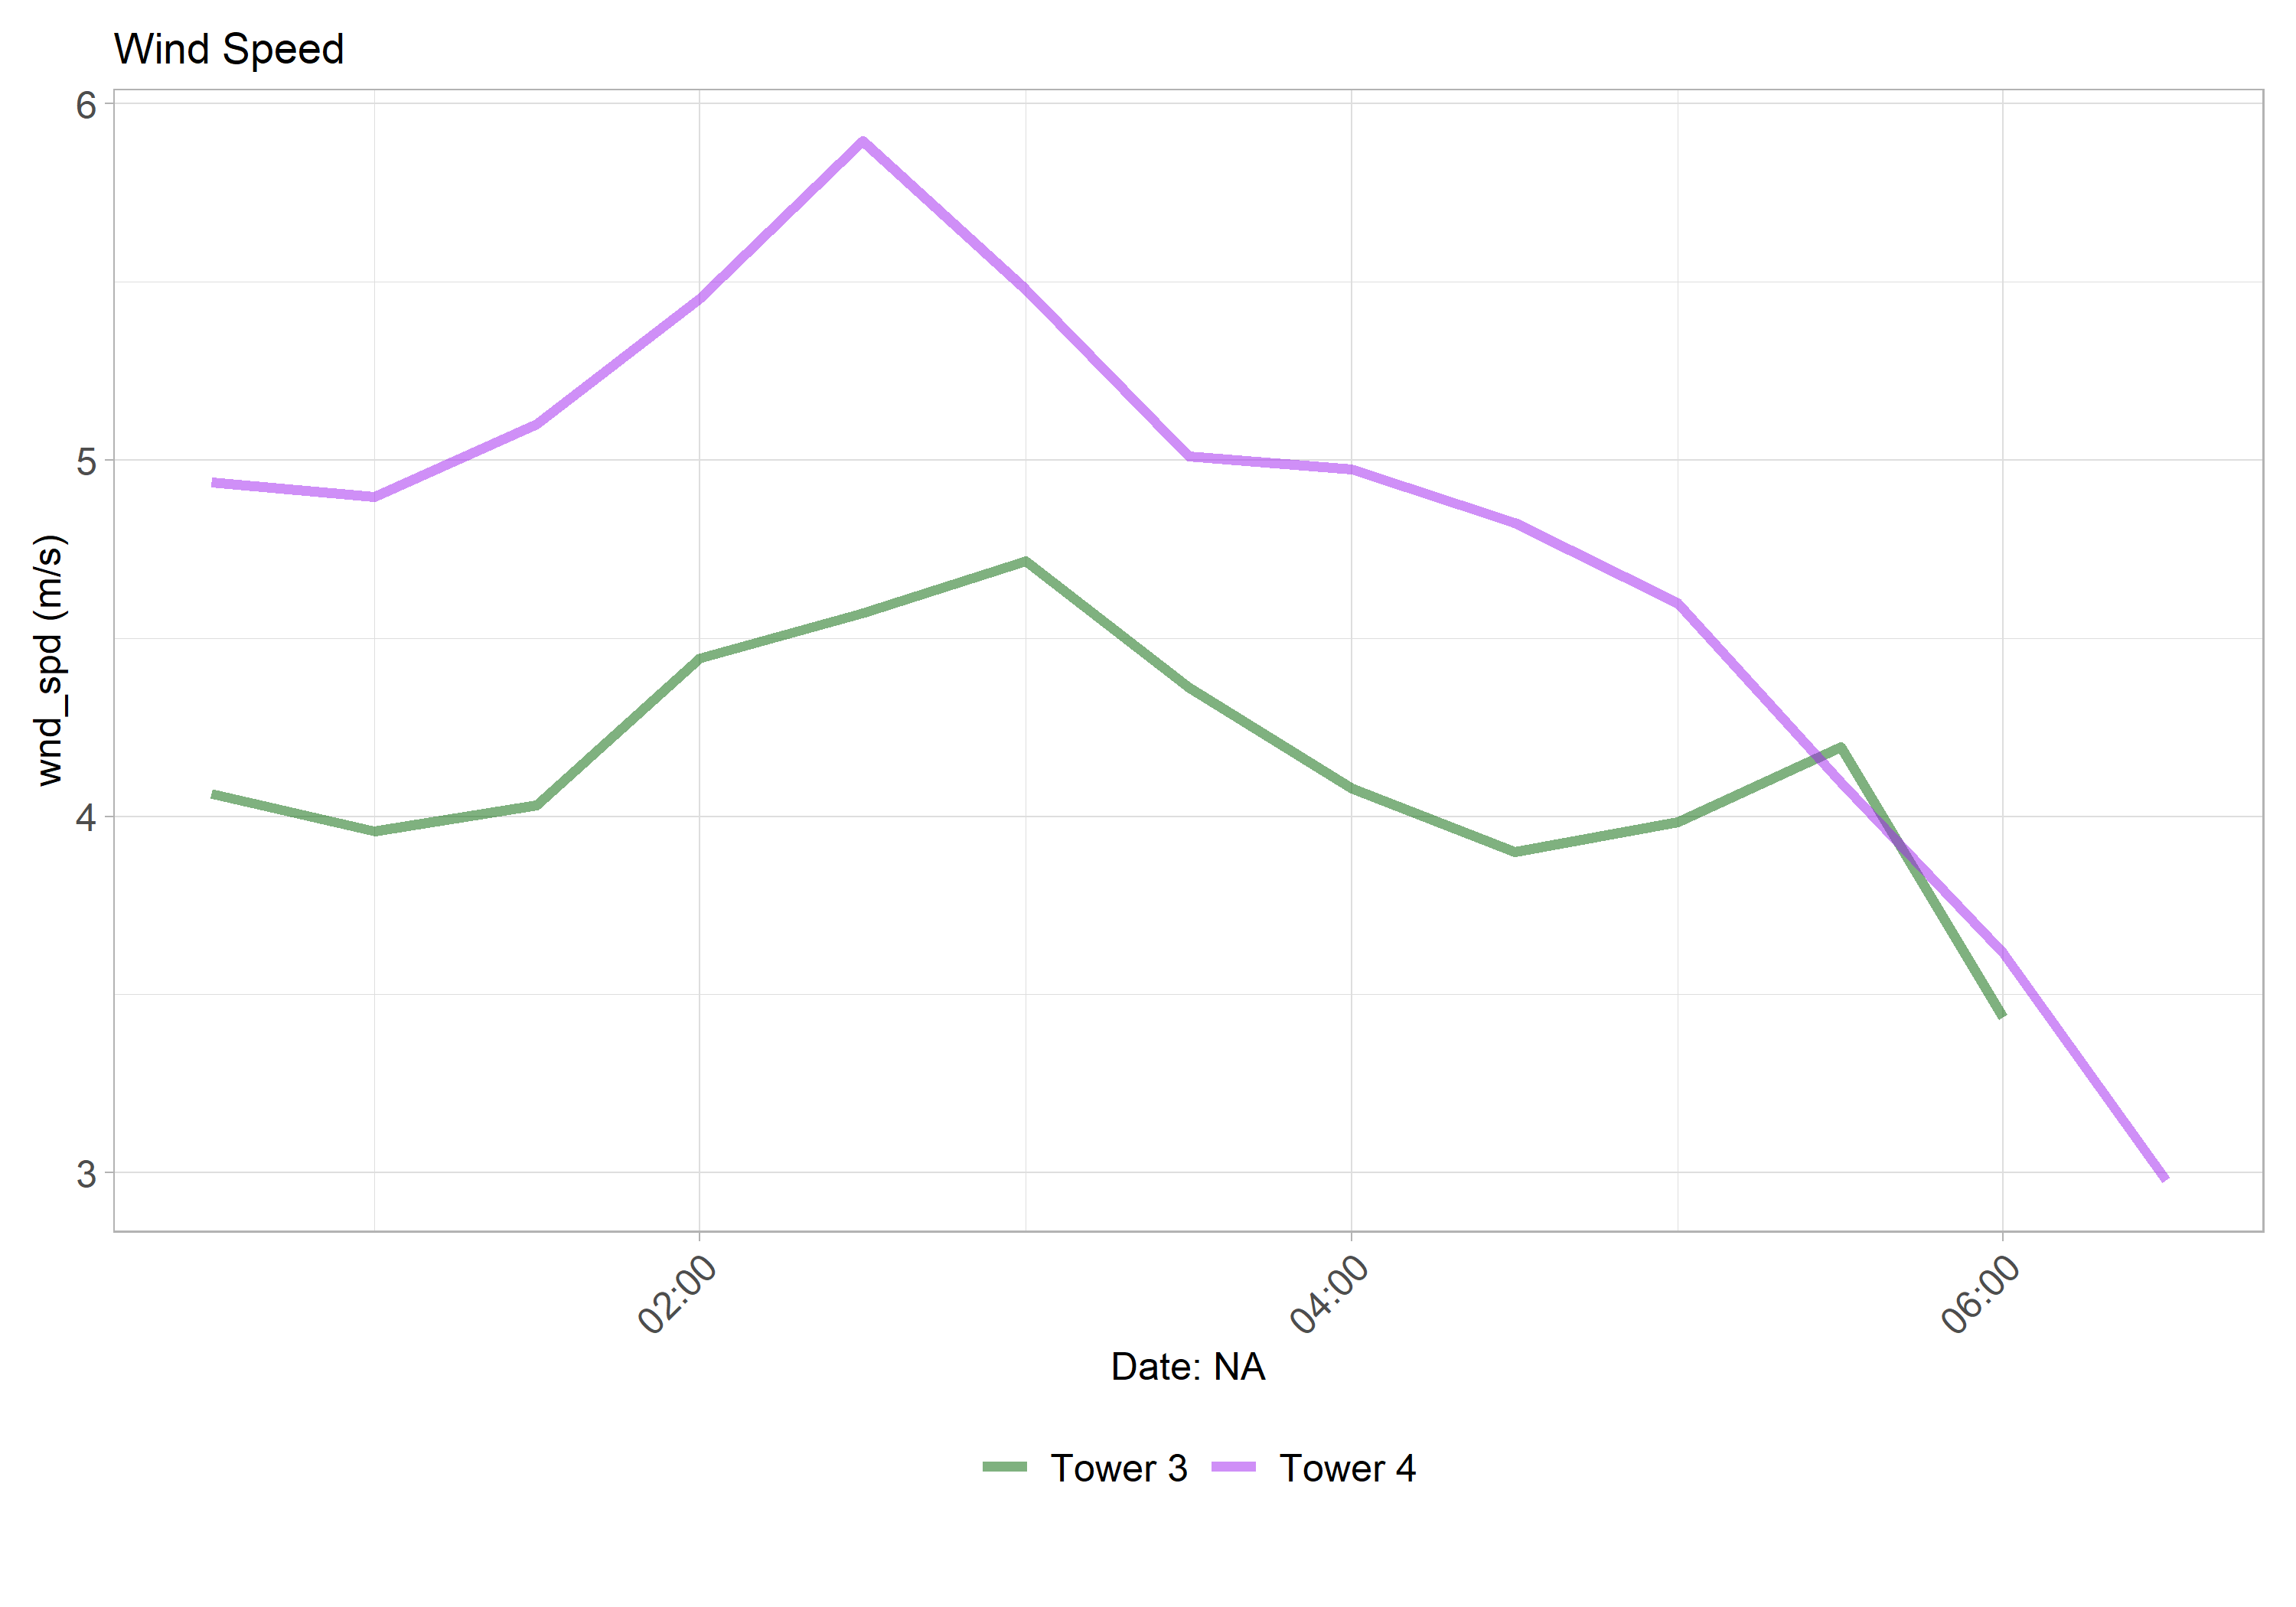 Wind Speed
6
5
4
3
wnd_spd (m/s)
02:00
04:00
06:00
Date: NA
Tower 3
Tower 4